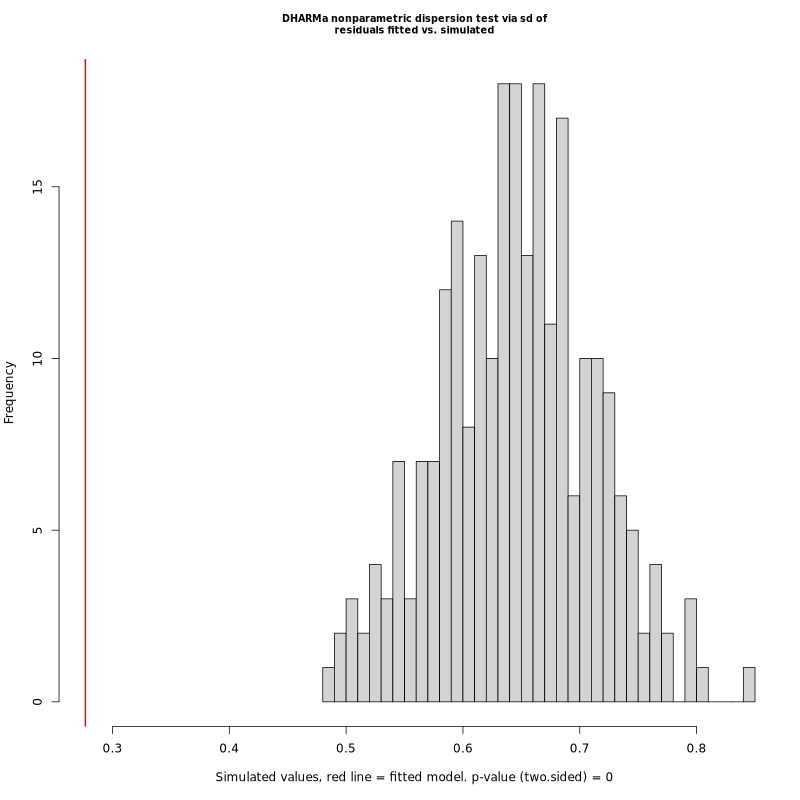 DHARMa nonparametric dispersion test via sd of
residuals fitted vs. simulated
15
10
5
0
Frequency
0.3 0.4 0.5 0.6 0.7 0.8
Simulated values, red line = fitted model. p-value (two.sided) = 0